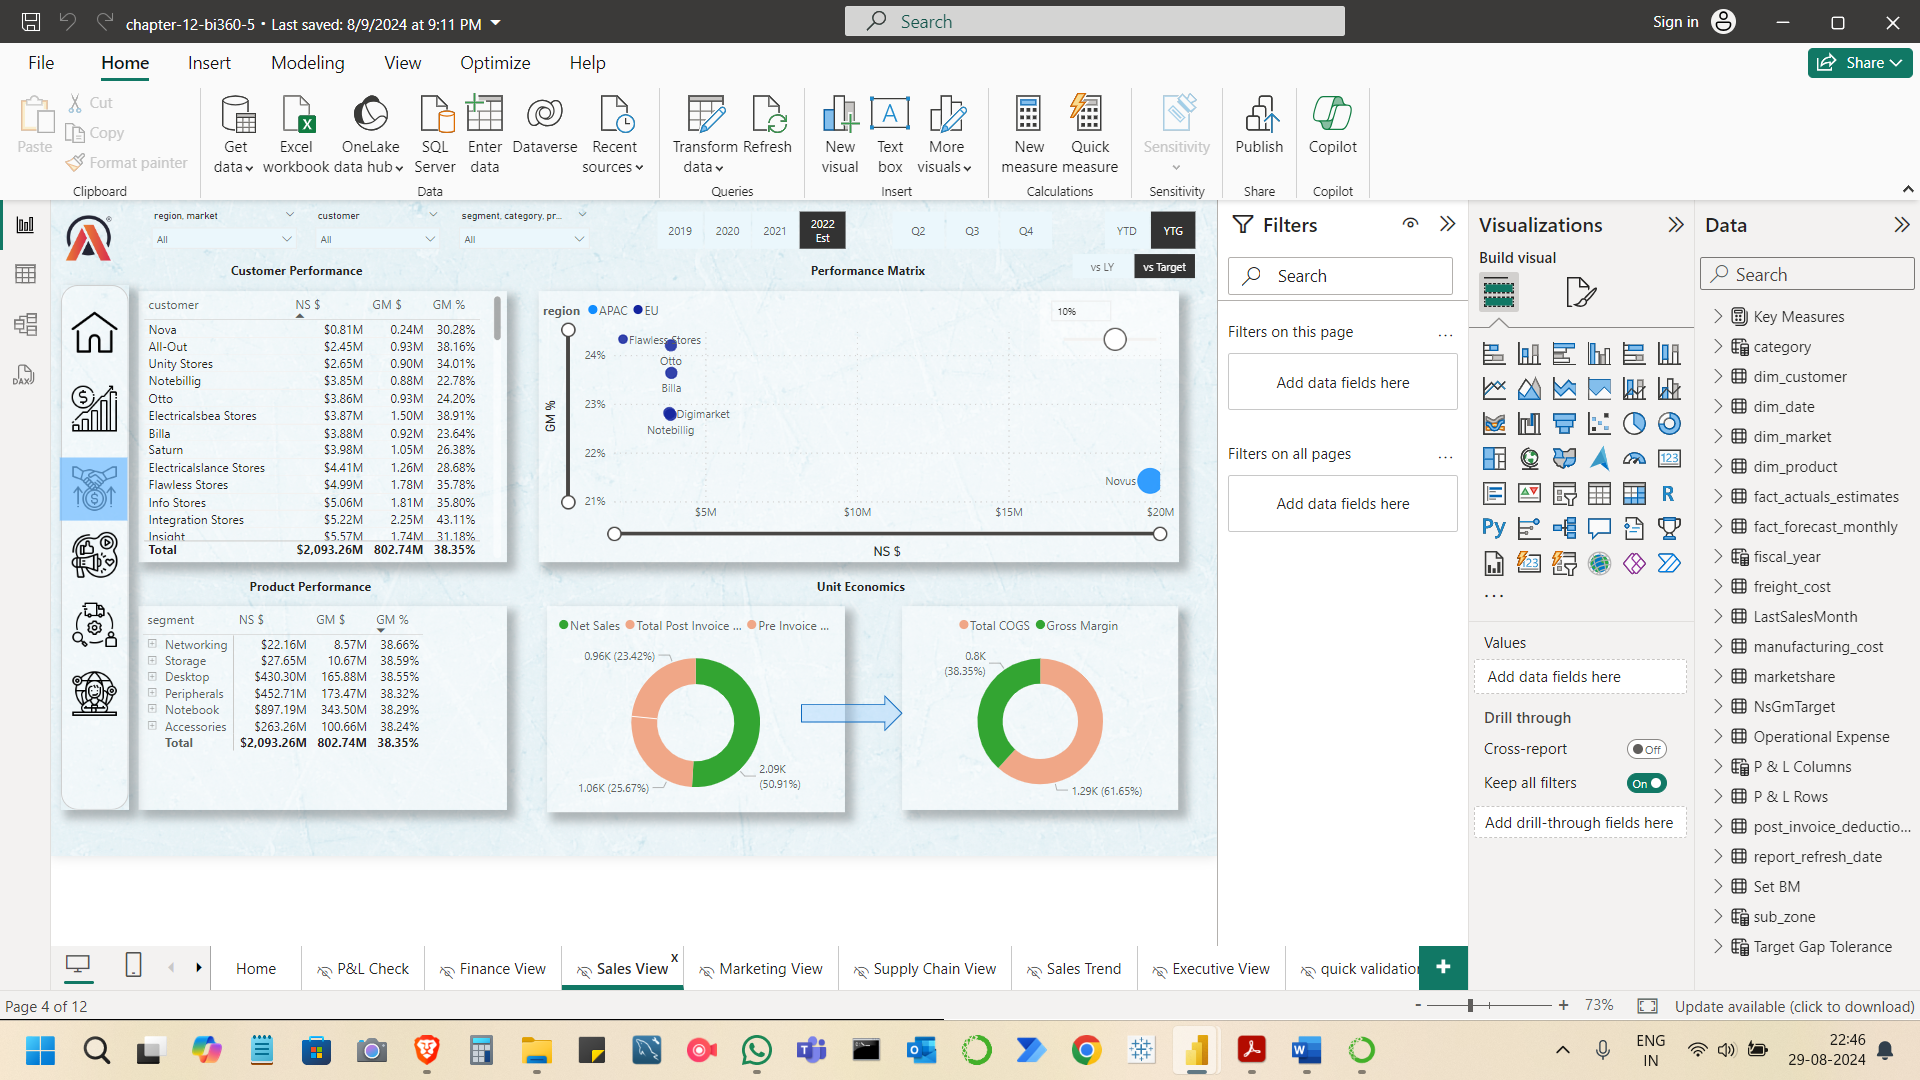 chapter-12-bi360-5 • Last saved: 8/9/2024 at 9:11 PM
Search
Sign in
File Home Insert Modeling View Optimize Help
Share
Paste
Cut
Copy
Format painter
Clipboard
Get data
Excel workbook
OneLake data hub
SQL Server
Enter data
Dataverse
Recent sources
Data
Transform data
Refresh
Queries
New visual
Text box
More visuals
Insert
New measure
Quick measure
Calculations
Sensitivity
Sensitivity
Publish
Share
Copilot
Copilot
region, market
All
customer
All
segment, category, pr...
All
2019 2020 2021 2022 Est
Q2 Q3 Q4
YTD YTG
vs LY vs Target
Customer Performance
customer NS $ GM $ GM %
Nova $0.81M 0.24M 30.28%
All-Out $2.45M 0.93M 38.16%
Unity Stores $2.65M 0.90M 34.01%
Notebillig $3.85M 0.88M 22.78%
Otto $3.86M 0.93M 24.20%
Electricalsbea Stores $3.87M 1.50M 38.91%
Billa $3.88M 0.92M 23.64%
Saturn $3.98M 1.05M 26.38%
Electricalslance Stores $4.41M 1.26M 28.68%
Flawless Stores $4.99M 1.78M 35.78%
Info Stores $5.06M 1.81M 35.80%
Integration Stores $5.22M 2.25M 43.11%
Insight $5.57M 1.74M 31.18%
Total $2,093.26M 802.74M 38.35%
Performance Matrix
region APAC EU
10%
GM %
24%
23%
22%
21%
Flawless Stores
Otto
Billa
Digimarket
Notebillig
Novus
$5M $10M $15M $20M
NS $
Product Performance
segment NS $ GM $ GM %
Networking $22.16M 8.57M 38.66%
Storage $27.65M 10.67M 38.59%
Desktop $430.30M 165.88M 38.55%
Peripherals $452.71M 173.47M 38.32%
Notebook $897.19M 343.50M 38.29%
Accessories $263.26M 100.66M 38.24%
Total $2,093.26M 802.74M 38.35%
Unit Economics
Net Sales Total Post Invoice ... Pre Invoice ...
0.96K (23.42%)
1.06K (25.67%)
2.09K (50.91%)
Total COGS Gross Margin
0.8K (38.35%)
1.29K (61.65%)
Filters
Search
Filters on this page ...
Add data fields here
Filters on all pages ...
Add data fields here
Visualizations
Build visual
123
R
Py
123
...
Values
Add data fields here
Drill through
Cross-report Off
Keep all filters On
Add drill-through fields here
Data
Search
Key Measures
category
dim_customer
dim_date
dim_market
dim_product
fact_actuals_estimates
fact_forecast_monthly
fiscal_year
freight_cost
LastSalesMonth
manufacturing_cost
marketshare
NsGmTarget
Operational Expense
P & L Columns
P & L Rows
post_invoice_deductio...
report_refresh_date
Set BM
sub_zone
Target Gap Tolerance
DAX
Home P&L Check Finance View Sales View x Marketing View Supply Chain View Sales Trend Executive View quick validation +
Page 4 of 12
- + 73%
Update available (click to download)
ENG IN
22:46
29-08-2024